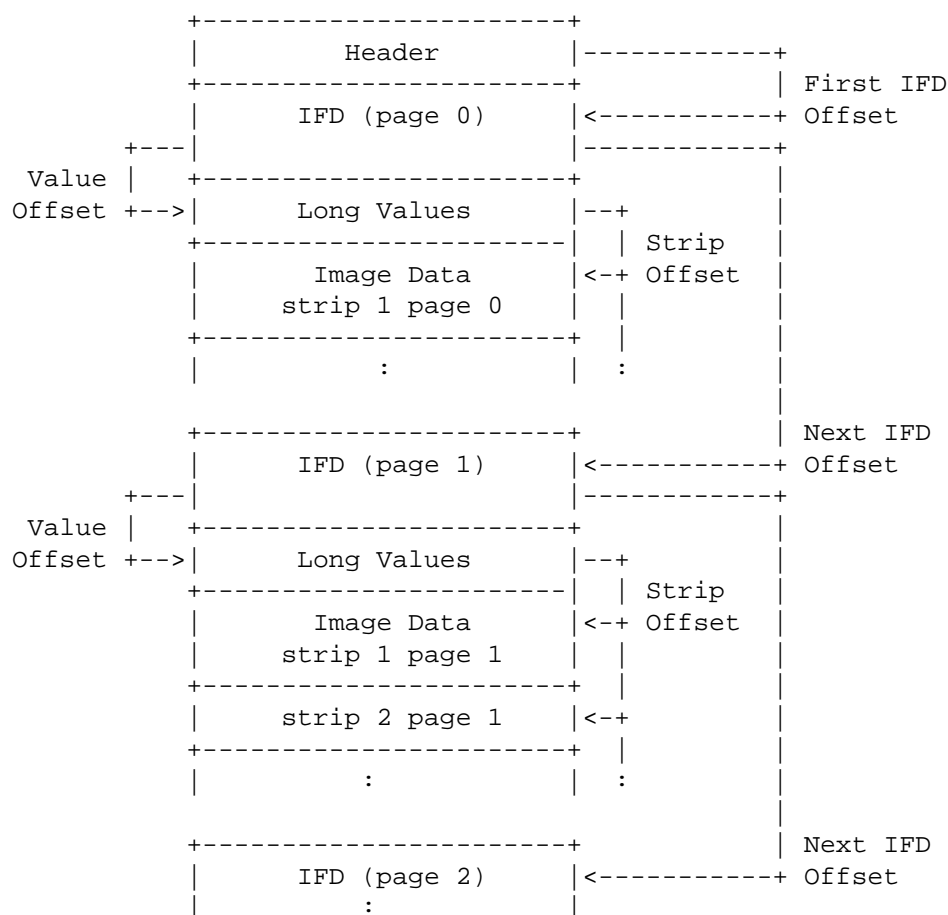 Header
First IFD
IFD (page 0) Offset
Value
Offset Long Values
Strip
Image Data Offset
strip 1 page 0
: :
Next IFD
IFD (page 1) Offset
Value
Offset Long Values
Strip
Image Data Offset
strip 1 page 1
strip 2 page 1
: :
Next IFD
IFD (page 2) Offset
: